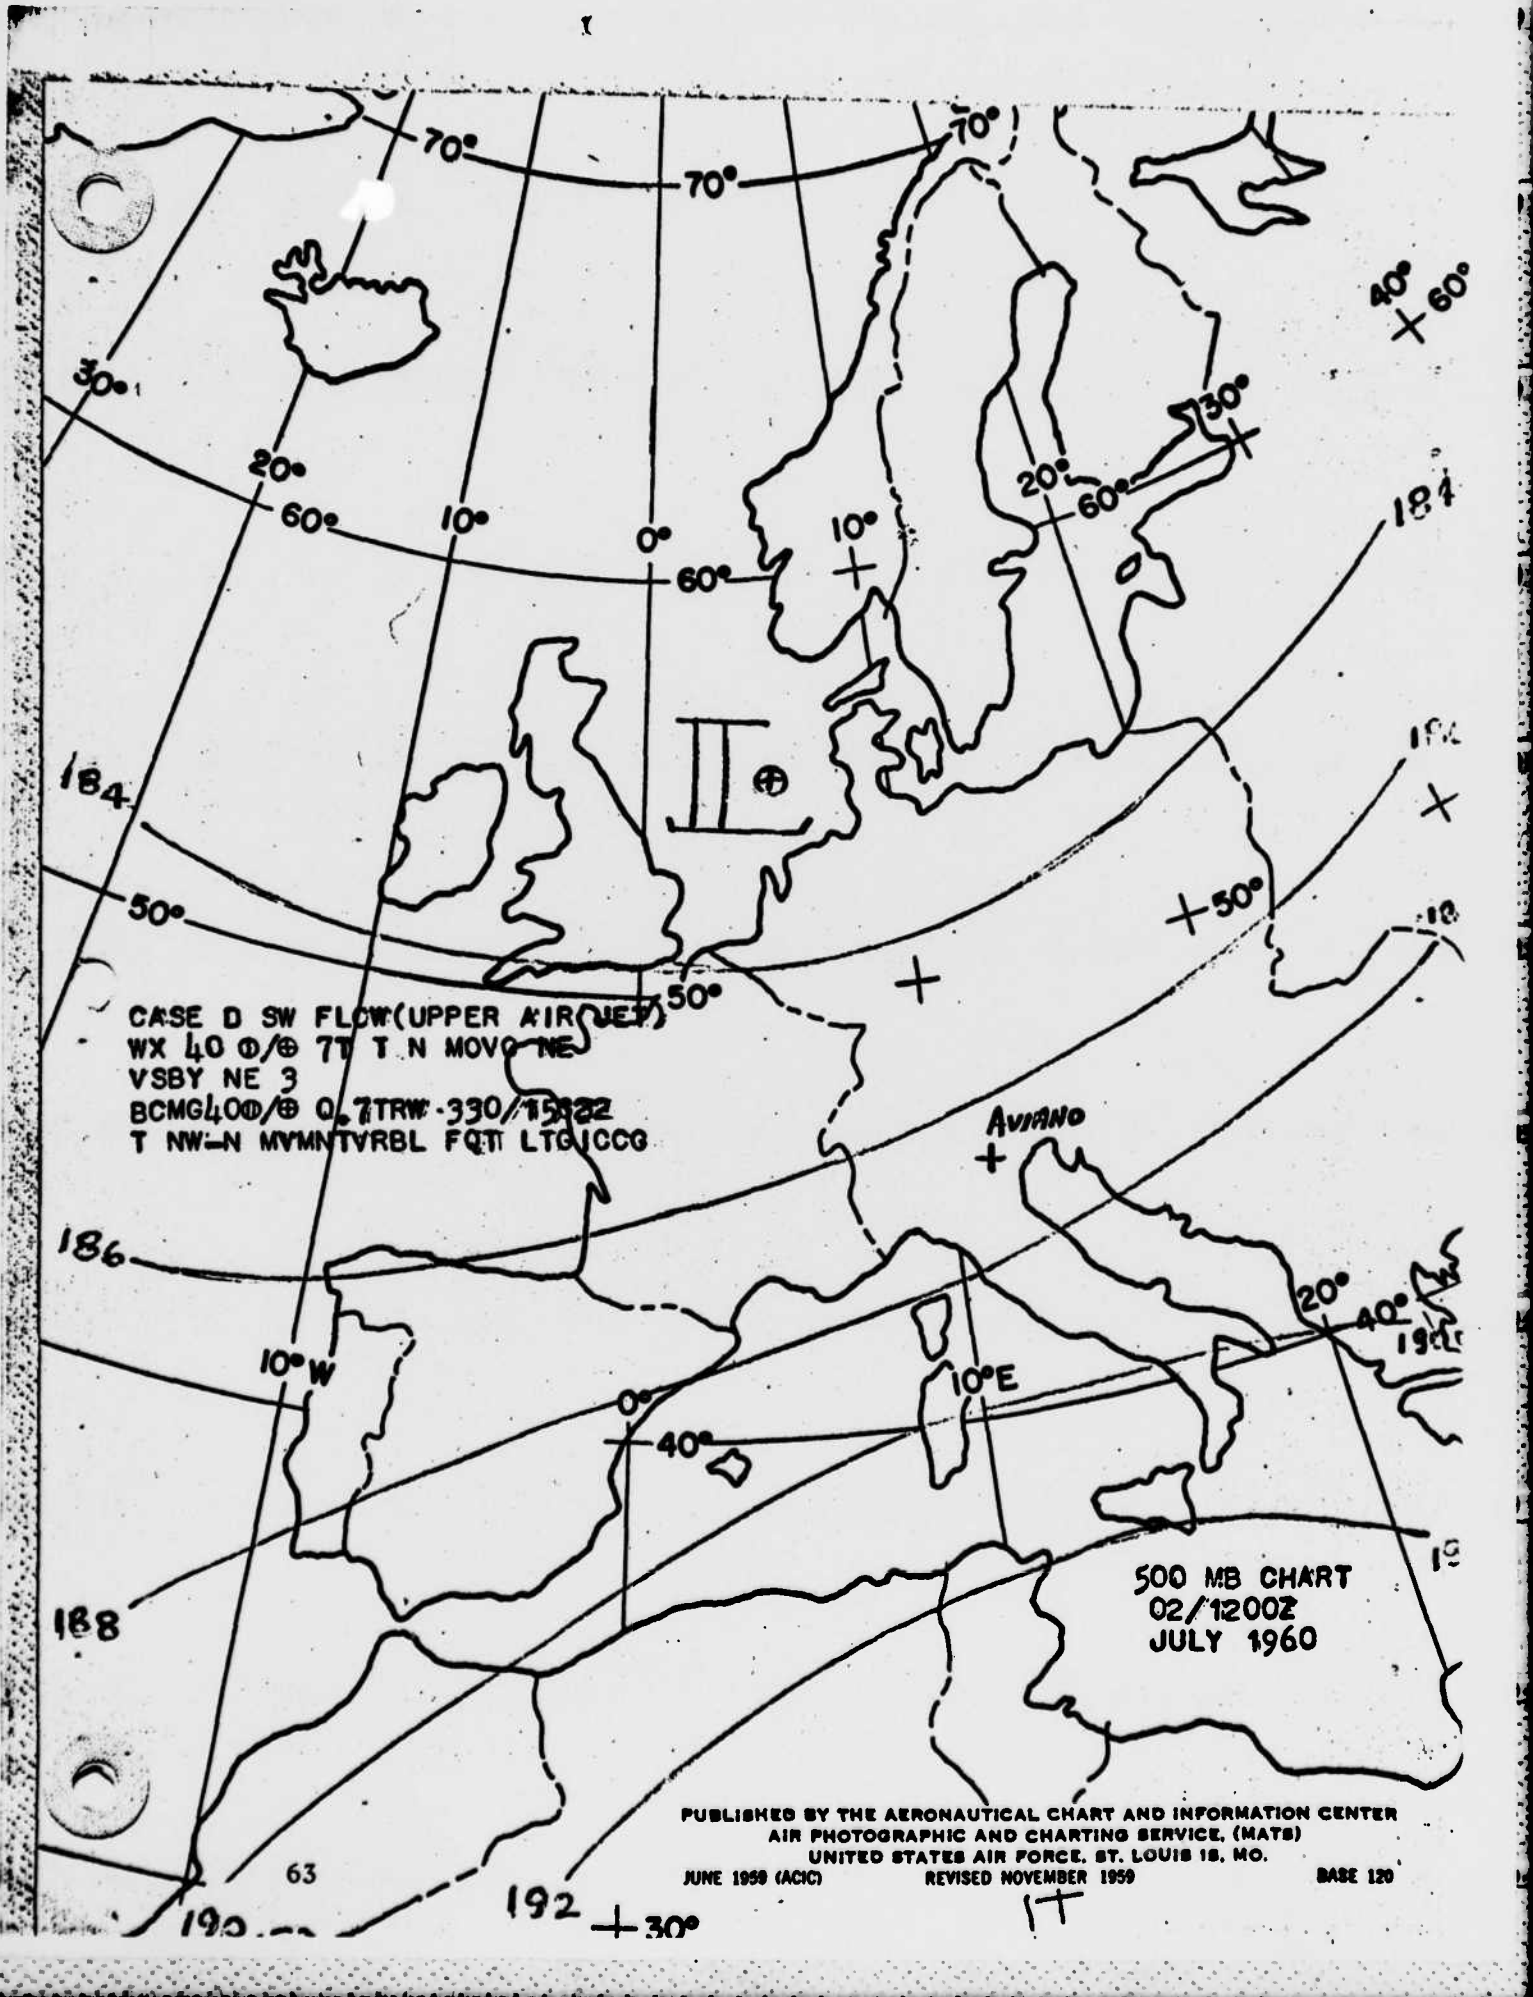 70°
70°
70°
40°
60°
30°
30°
20°
20°
60°
60°
10°
0°
10°
60°
184
184
50°
50°
50°
CASE D SW FLOW(UPPER AIR JET)
WX 40 ⦶/⊕ 7T T N MOVG NE
VSBY NE 3
BCMG40⦶/⊕ 0.7TRW
T NW-N MVMNT VRBL FQT LTGICCG
AVIANO
186
20°
40°
10°W
10°E
0°
40°
188
500 MB CHART
02/1200Z
JULY 1960
PUBLISHED BY THE AERONAUTICAL CHART AND INFORMATION CENTER
AIR PHOTOGRAPHIC AND CHARTING SERVICE, (MATS)
UNITED STATES AIR FORCE, ST. LOUIS 18, MO.
JUNE 1959 (ACIC) REVISED NOVEMBER 1959 BASE 120
63
190
192
30°